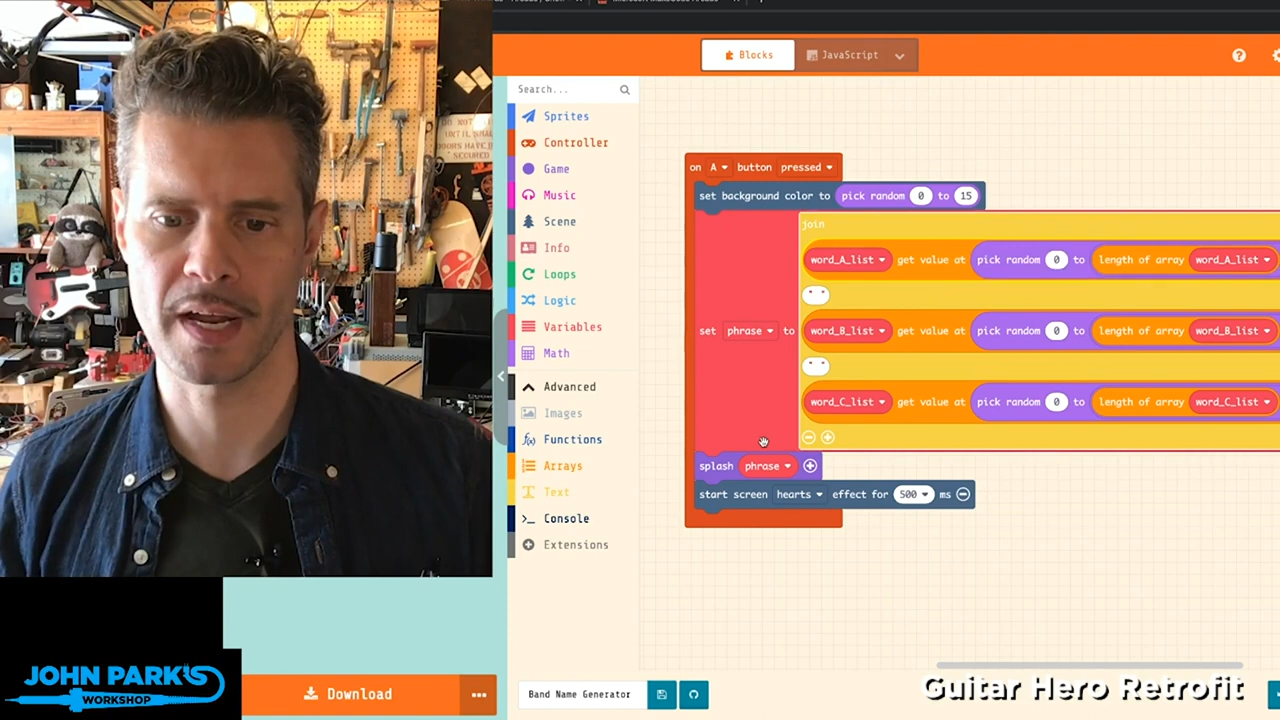 Blocks
JavaScript
Search...
Sprites
Controller
Game
Music
Scene
Info
Loops
Logic
Variables
Math
Advanced
Images
Functions
Arrays
Text
Console
Extensions
on A button pressed
set background color to pick random 0 to 15
join
word_A_list get value at pick random 0 to length of array word_A_list
" "
set phrase to
word_B_list get value at pick random 0 to length of array word_B_list
" "
word_C_list get value at pick random 0 to length of array word_C_list
splash phrase
start screen hearts effect for 500 ms
SECURED
JOHN PARK'S
WORKSHOP
Download
Band Name Generator
Guitar Hero Retrofit